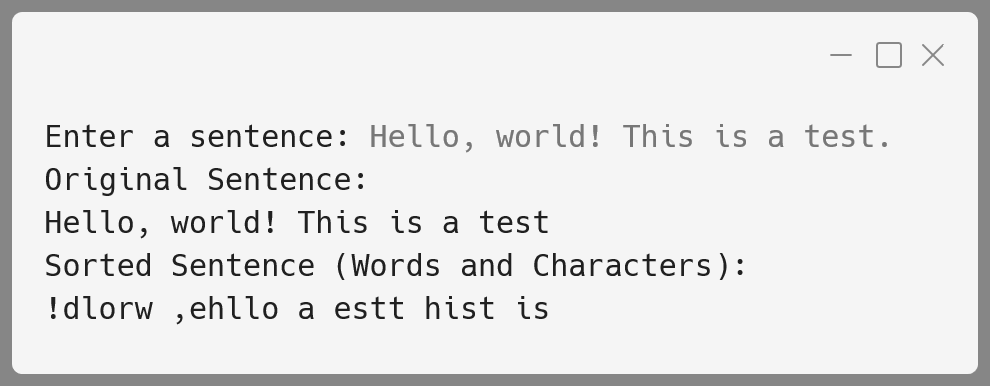 Enter a sentence: Hello, world! This is a test.
Original Sentence:
Hello, world! This is a test
Sorted Sentence (Words and Characters):
!dlorw ,ehllo a estt hist is